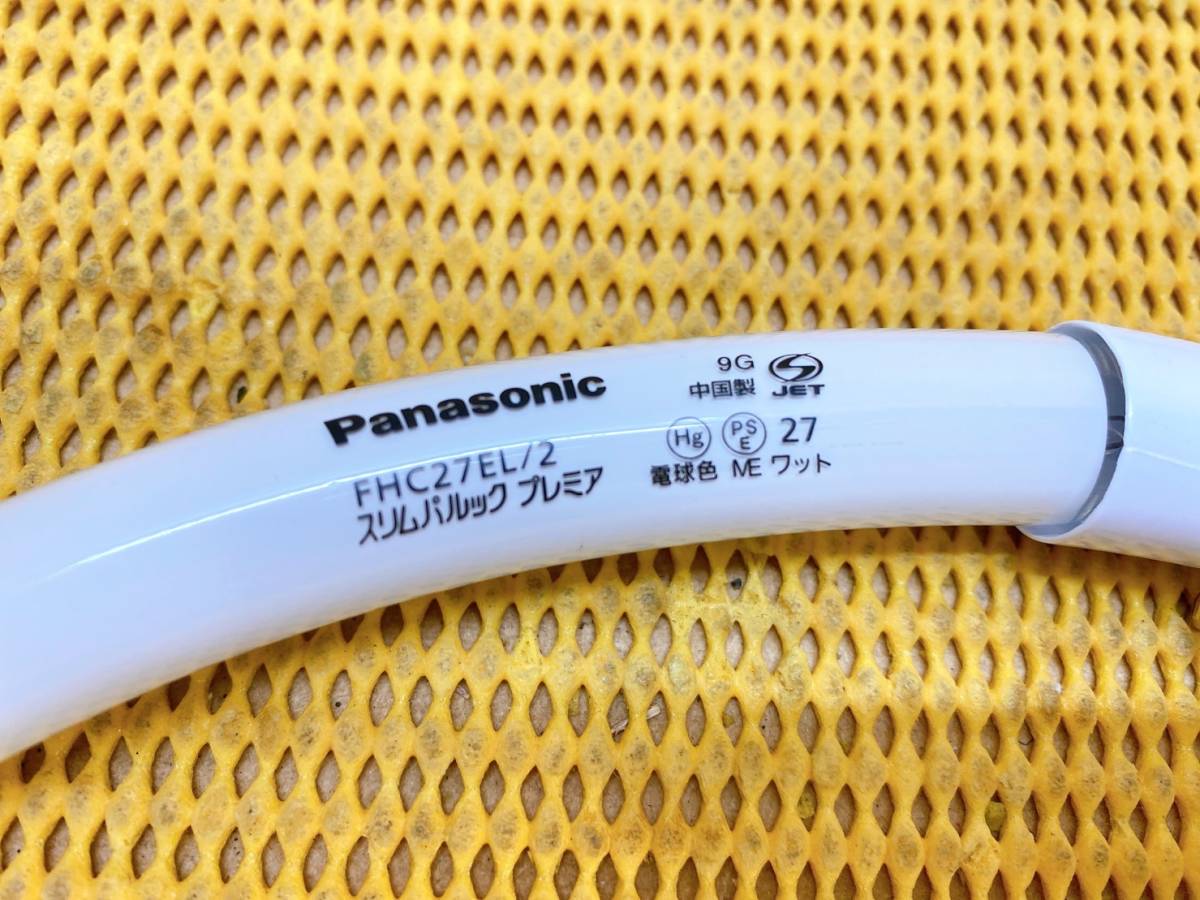 Panasonic
FHC27EL/2
スリムパルック プレミア
9G
中国製 JET
Hg PSE 27
電球色 ME ワット